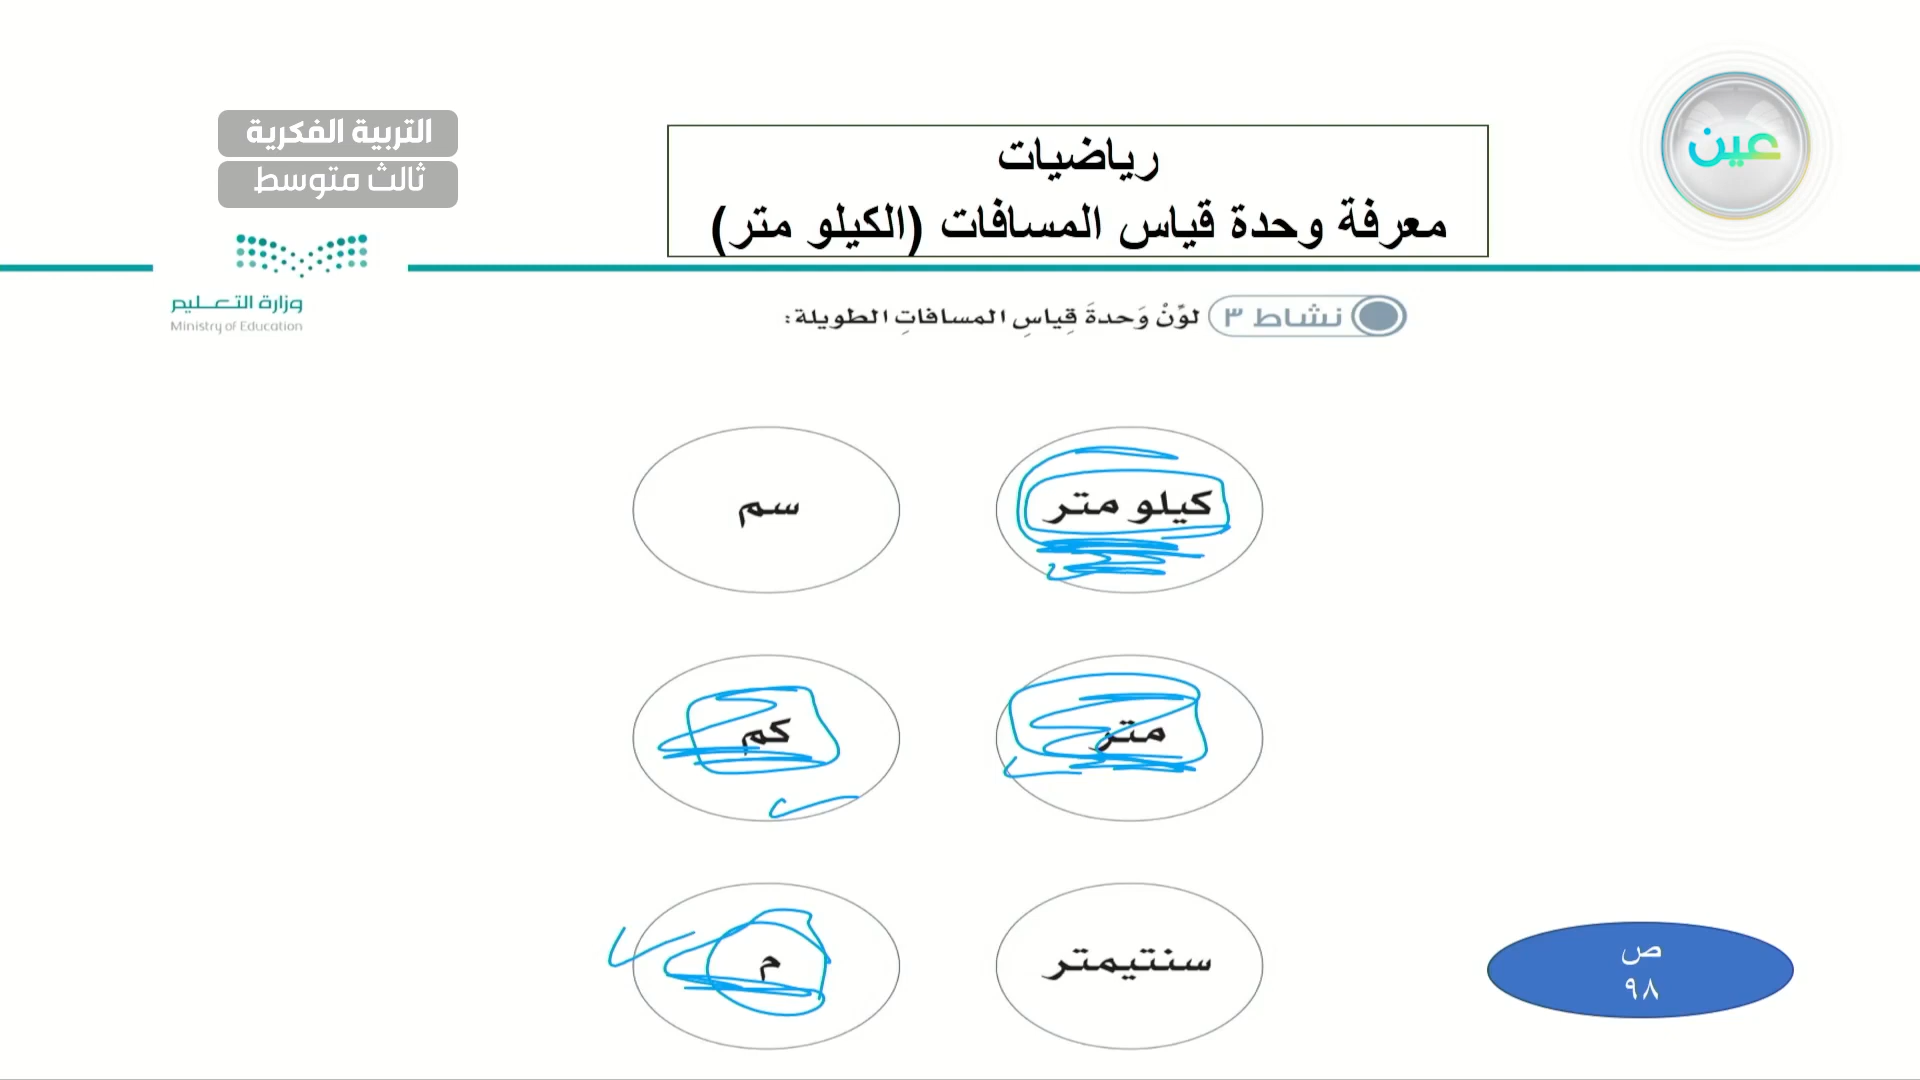 عين
رياضيات
معرفة وحدة قياس المسافات (الكيلو متر)
التربية الفكرية
ثالث متوسط
وزارة التعليم
Ministry of Education
نشاط ٣ لوِّنْ وَحدةَ قِياسِ المسافاتِ الطويلة:
كيلو متر
سم
متر
كم
سنتيمتر
م
ص
٩٨